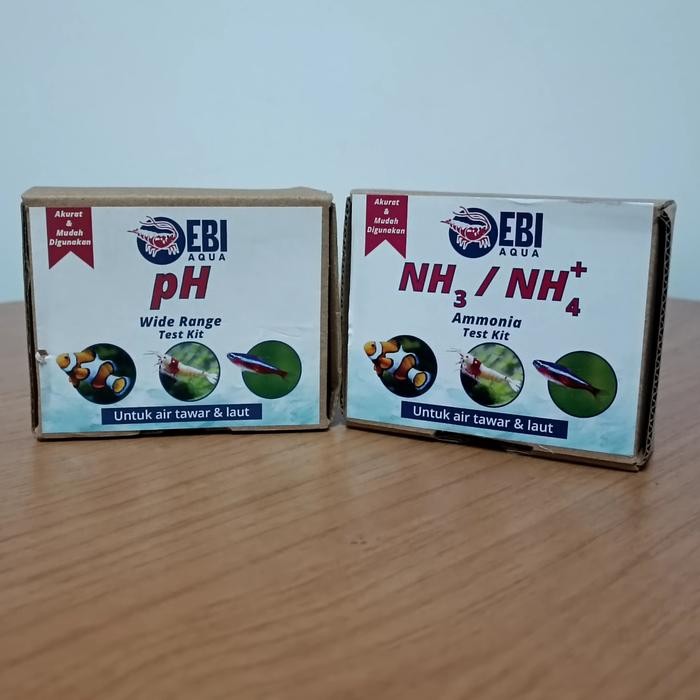 Akurat
&
Mudah
Digunakan
EBI
AQUA
pH
Wide Range
Test Kit
Untuk air tawar & laut
Akurat
&
Mudah
Digunakan
EBI
AQUA
NH₃ / NH₄⁺
Ammonia
Test Kit
Untuk air tawar & laut